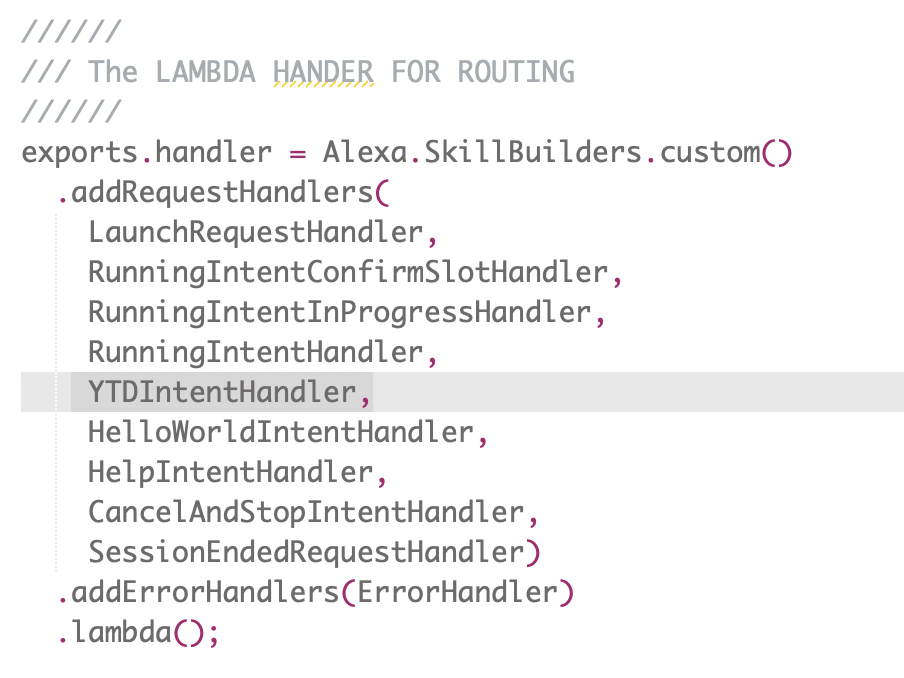 //////
/// The LAMBDA HANDER FOR ROUTING
//////
exports.handler = Alexa.SkillBuilders.custom()
  .addRequestHandlers(
    LaunchRequestHandler,
    RunningIntentConfirmSlotHandler,
    RunningIntentInProgressHandler,
    RunningIntentHandler,
    YTDIntentHandler,
    HelloWorldIntentHandler,
    HelpIntentHandler,
    CancelAndStopIntentHandler,
    SessionEndedRequestHandler)
  .addErrorHandlers(ErrorHandler)
  .lambda();